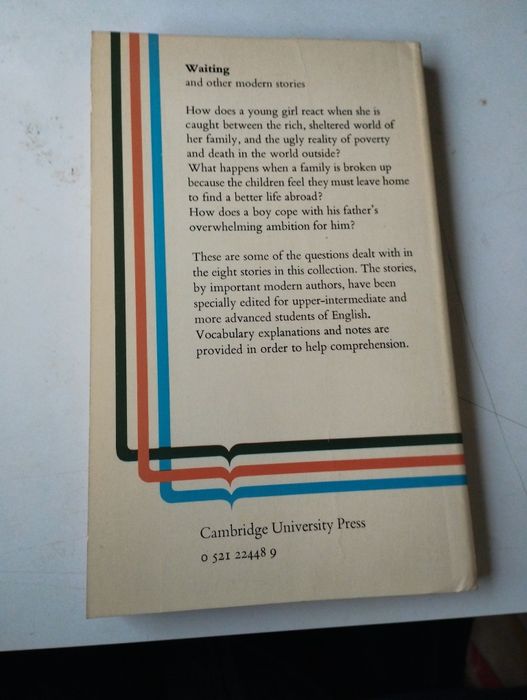 Waiting
and other modern stories
How does a young girl react when she is
caught between the rich, sheltered world of
her family, and the ugly reality of poverty
and death in the world outside?
What happens when a family is broken up
because the children feel they must leave home
to find a better life abroad?
How does a boy cope with his father's
overwhelming ambition for him?
These are some of the questions dealt with in
the eight stories in this collection. The stories,
by important modern authors, have been
specially edited for upper-intermediate and
more advanced students of English.
Vocabulary explanations and notes are
provided in order to help comprehension.
Cambridge University Press
0 521 22448 9